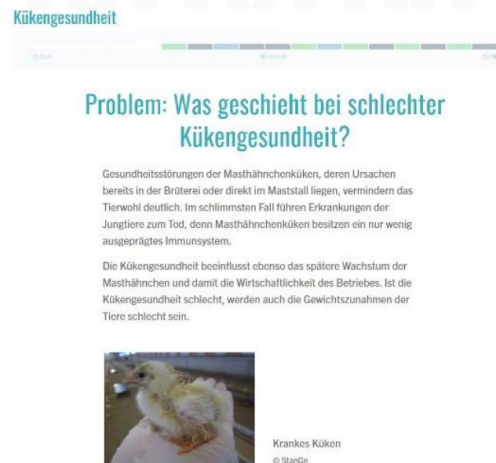 Kükengesundheit
Problem: Was geschieht bei schlechter
Kükengesundheit?
Gesundheitsstörungen der Masthähnchenküken, deren Ursachen
bereits in der Brüterei oder direkt im Maststall liegen, vermindern das
Tierwohl deutlich. Im schlimmsten Fall führen Erkrankungen der
Jungtiere zum Tod, denn Masthähnchenküken besitzen ein nur wenig
ausgeprägtes Immunsystem.
Die Kükengesundheit beeinflusst ebenso das spätere Wachstum der
Masthähnchen und damit die Wirtschaftlichkeit des Betriebes. Ist die
Kükengesundheit schlecht, werden auch die Gewichtszunahmen der
Tiere schlecht sein.
Krankes Küken
© StanGe